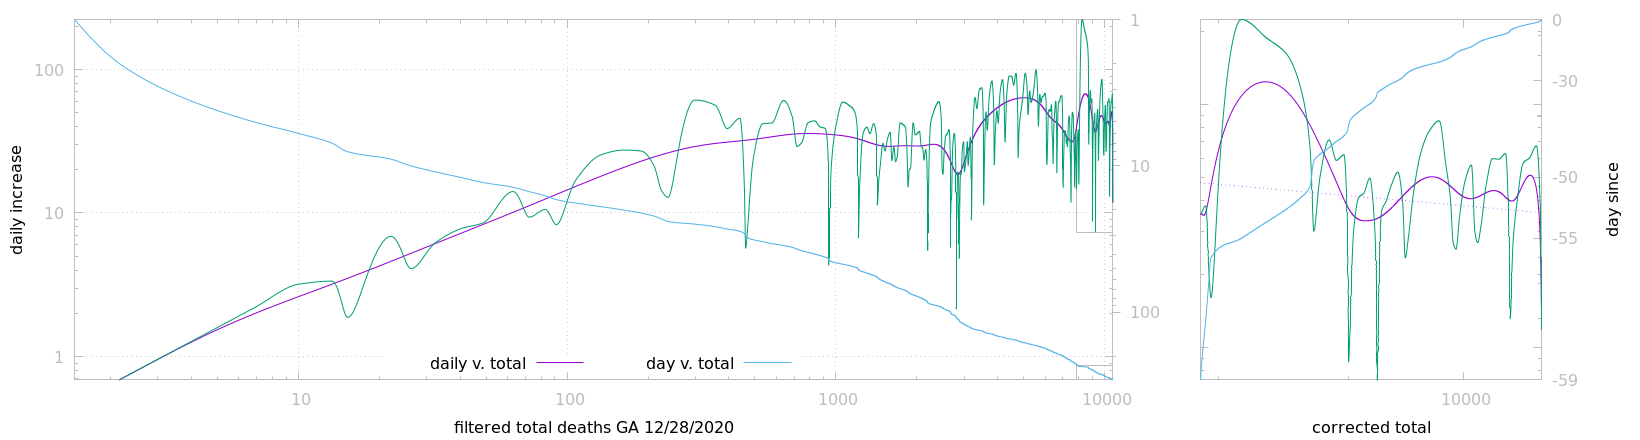 daily increase
100
10
1
daily v. total
day v. total
10
100
1000
10000
filtered total deaths GA 12/28/2020
1
10
100
10000
corrected total
0
-30
-50
-55
-59
day since